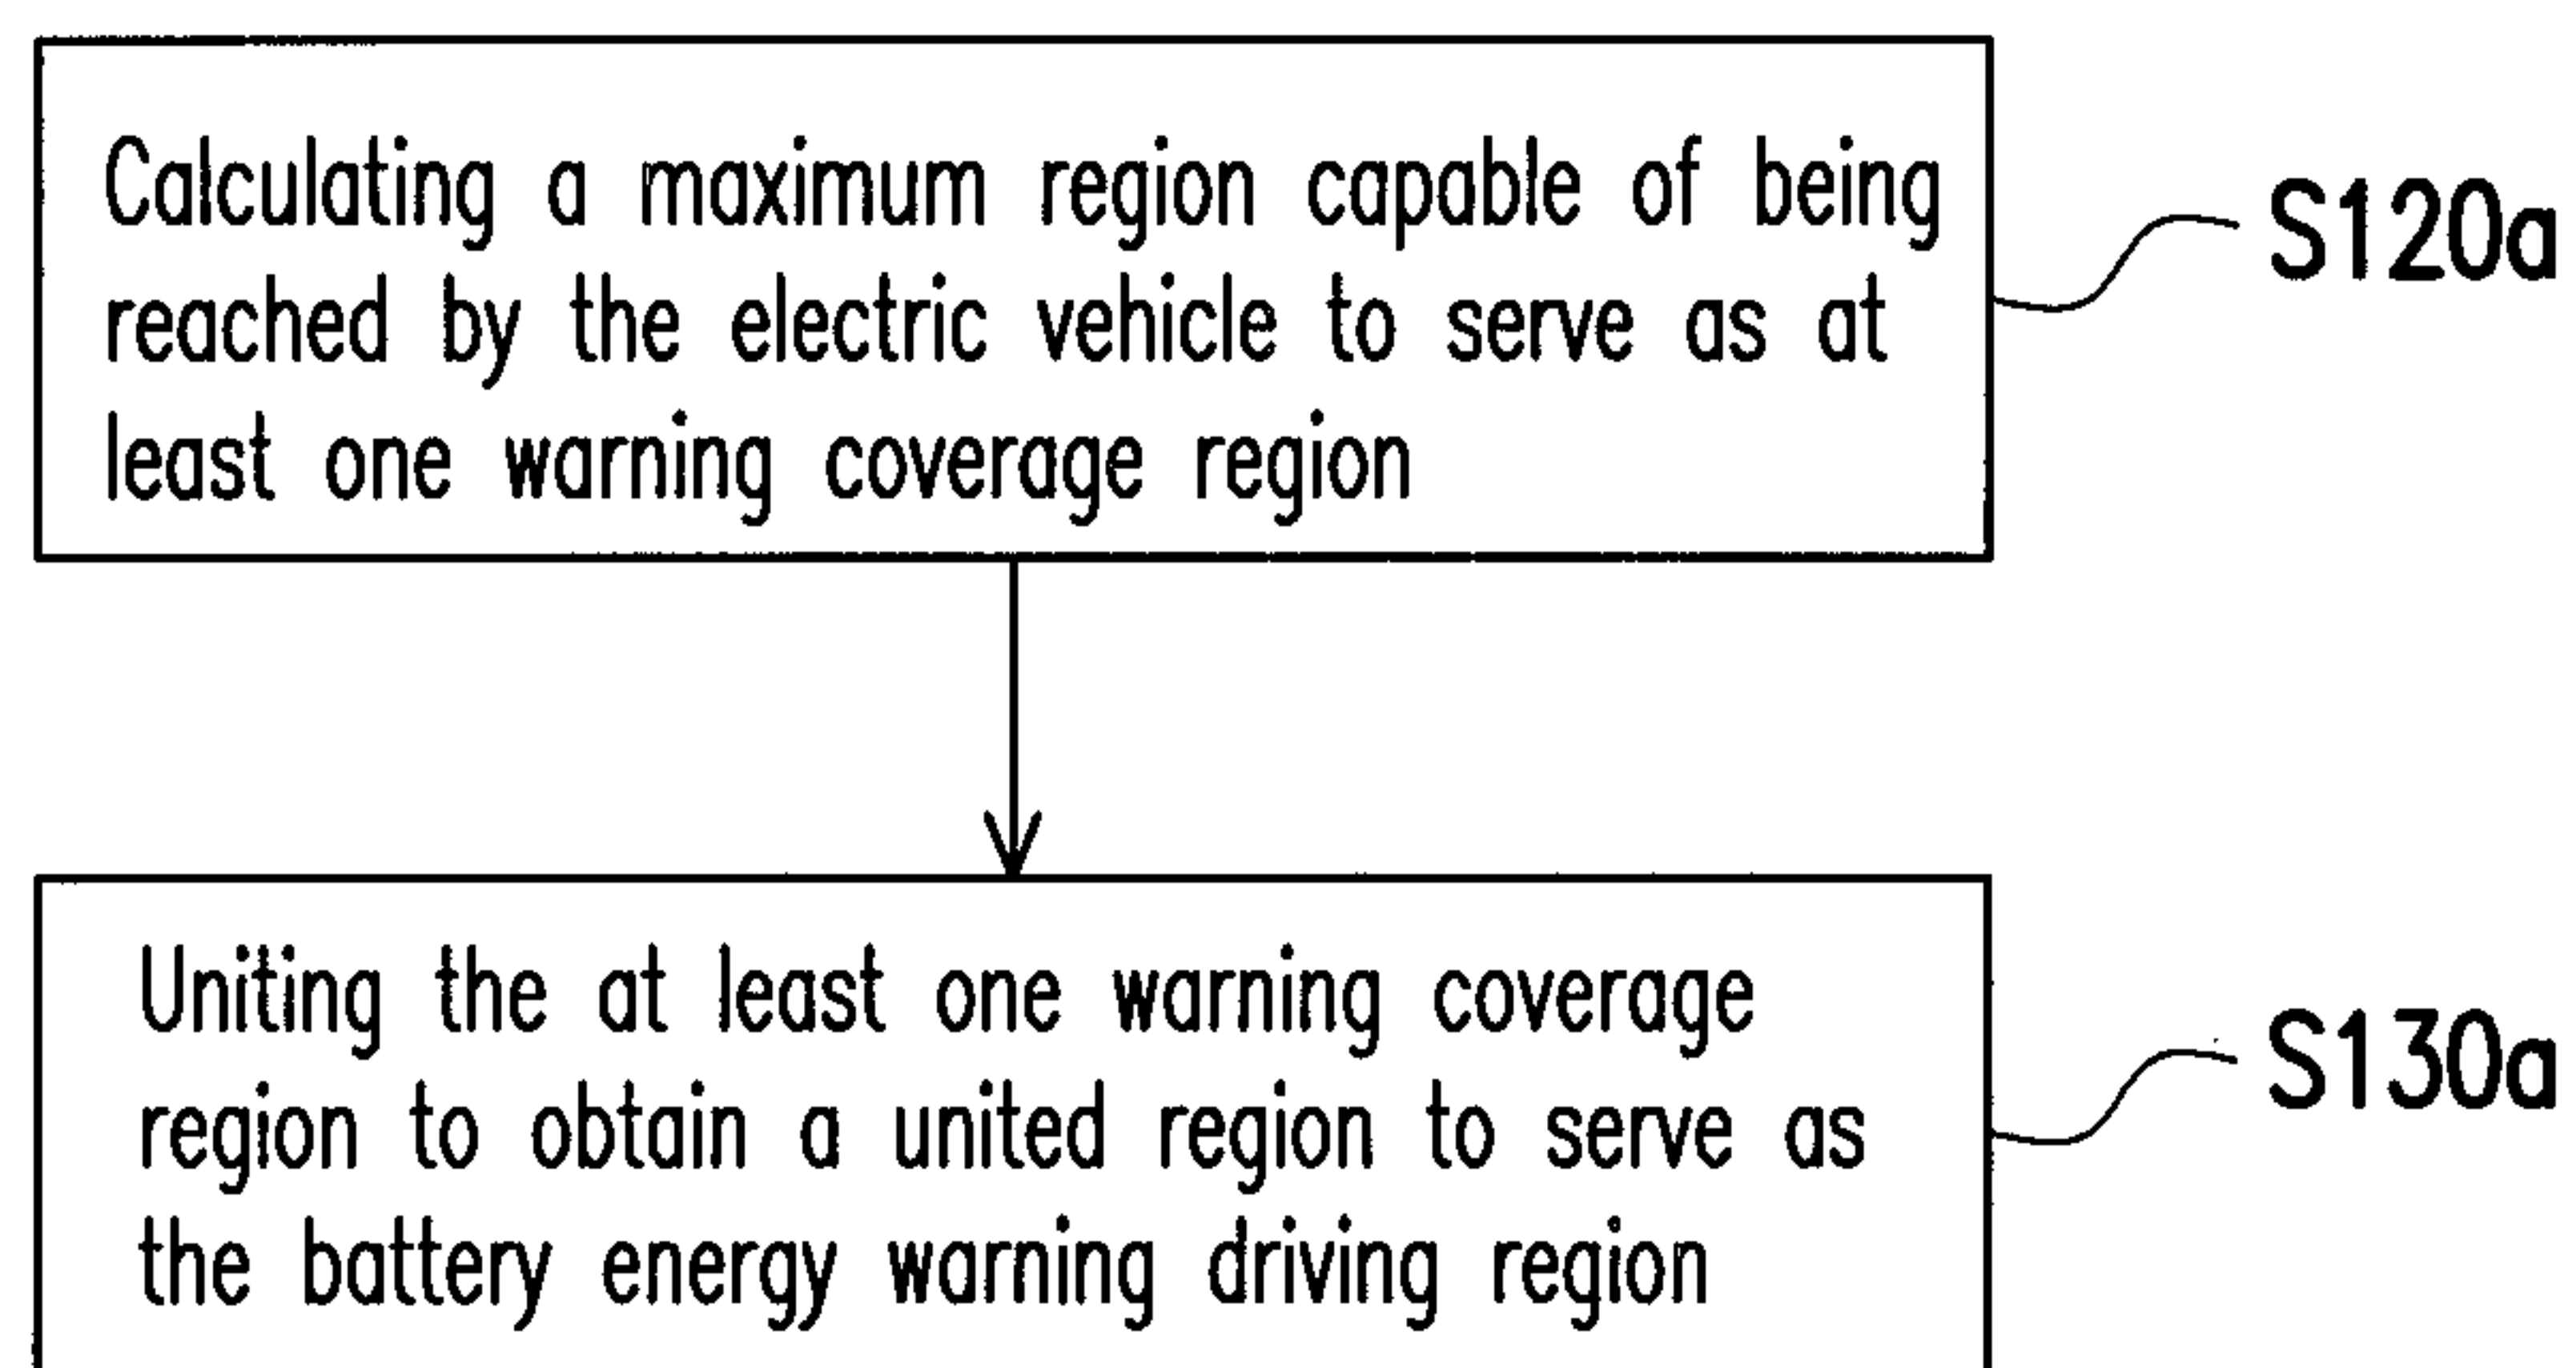 Calculating a maximum region capable of being
reached by the electric vehicle to serve as at
least one warning coverage region
S120a
Uniting the at least one warning coverage
region to obtain a united region to serve as
the battery energy warning driving region
S130a